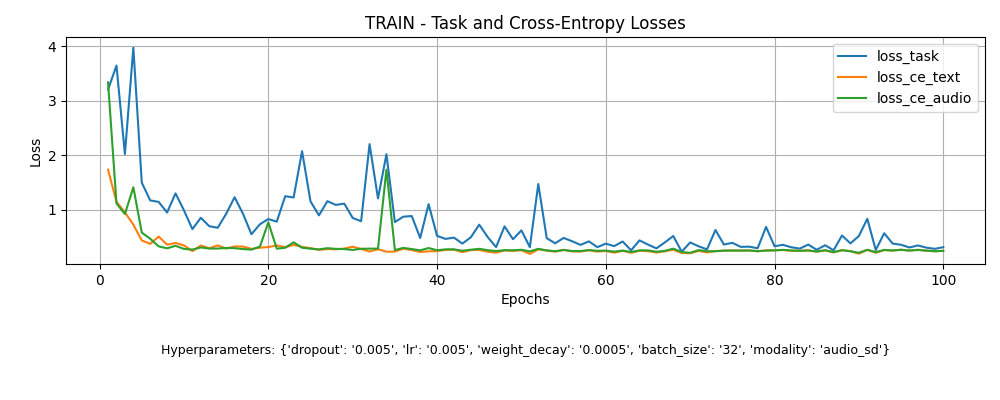 TRAIN - Task and Cross-Entropy Losses
4
3
2
1
Loss
loss_task
loss_ce_text
loss_ce_audio
0 20 40 60 80 100
Epochs
Hyperparameters: {'dropout': '0.005', 'lr': '0.005', 'weight_decay': '0.0005', 'batch_size': '32', 'modality': 'audio_sd'}